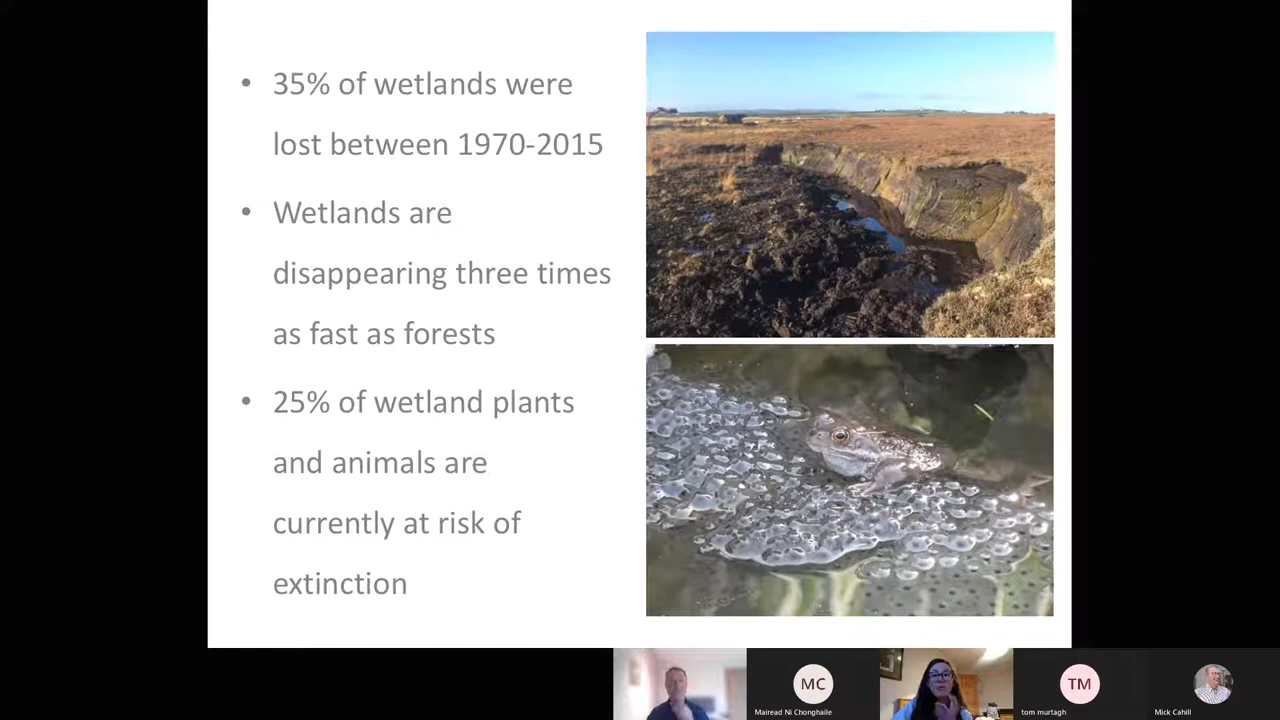 • 35% of wetlands were
lost between 1970-2015
• Wetlands are
disappearing three times
as fast as forests
• 25% of wetland plants
and animals are
currently at risk of
extinction
MC
Mairead Ni Chonghaile
TM
tom murtagh
Mick Cahill